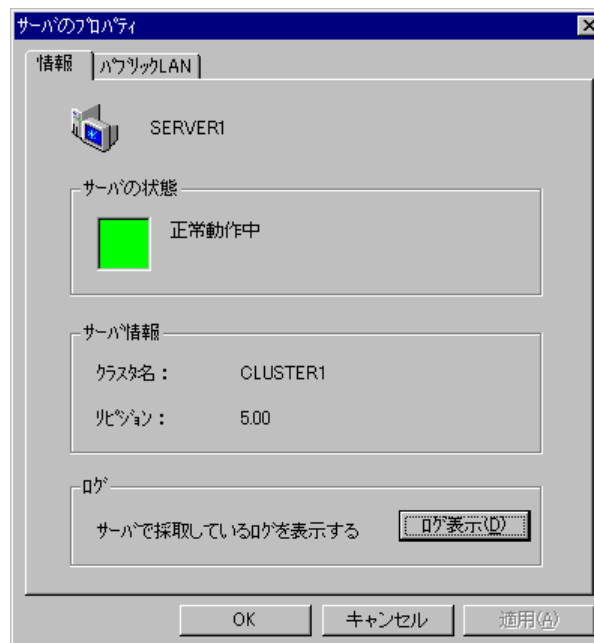 サーバのプロパティ
情報
パブリックLAN
SERVER1
サーバの状態
正常動作中
サーバ情報
クラスタ名：
CLUSTER1
リビジョン：
5.00
ログ
サーバで採取しているログを表示する
ログ表示(D)
OK
キャンセル
適用(A)